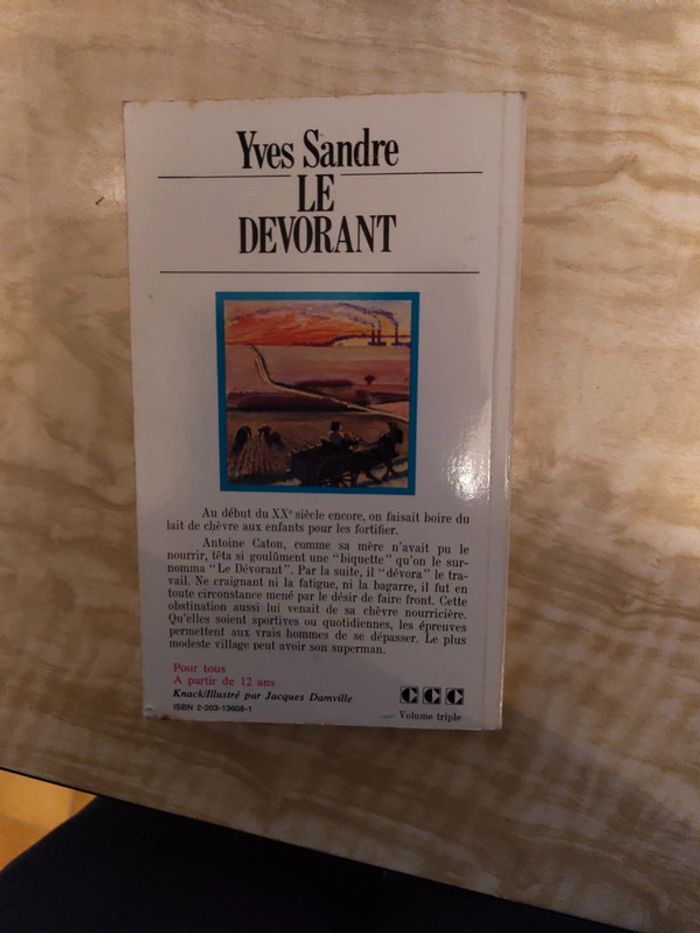 Yves Sandre
LE
DEVORANT
Au début du XXe siècle encore, on faisait boire du
lait de chèvre aux enfants pour les fortifier.
Antoine Caton, comme sa mère n'avait pu le
nourrir, têta si goulûment une "biquette" qu'on le sur-
nomma "Le Dévorant". Par la suite, il "dévora" le tra-
vail. Ne craignant ni la fatigue, ni la bagarre, il fut en
toute circonstance mené par le désir de faire front. Cette
obstination aussi lui venait de sa chèvre nourricière.
Qu'elles soient sportives ou quotidiennes, les épreuves
permettent aux vrais hommes de se dépasser. Le plus
modeste village peut avoir son superman.
Pour tous
A partir de 12 ans
Knack/Illustré par Jacques Damville
ISBN 2-203-13608-1
C C C
Volume triple